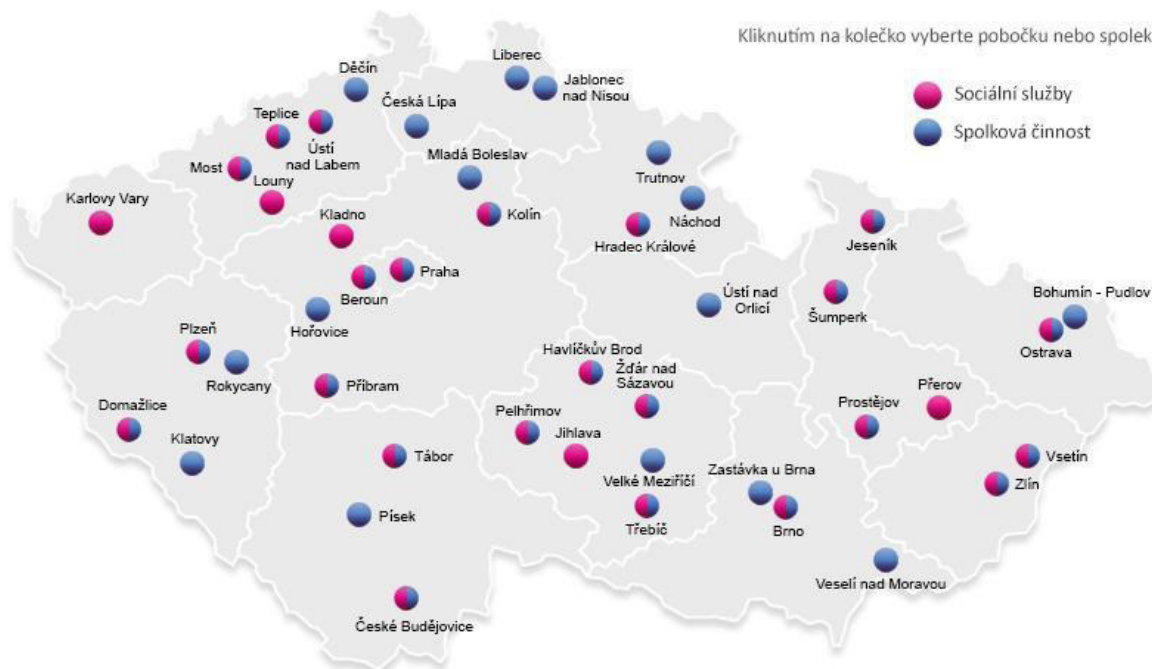 Kliknutím na kolečko vyberte pobočku nebo spolek
Sociální služby
Spolková činnost
Liberec
Jablonec
nad Nisou
Děčín
Česká Lípa
Teplice
Ústí
nad Labem
Most
Louny
Karlovy Vary
Mladá Boleslav
Kolín
Kladno
Praha
Beroun
Hořovice
Trutnov
Náchod
Hradec Králové
Jeseník
Šumperk
Ústí nad
Orlicí
Bohumín - Pudlov
Ostrava
Plzeň
Rokycany
Příbram
Domažlice
Klatovy
Havlíčkův Brod
Žďár nad
Sázavou
Pelhřimov
Jihlava
Velké Meziříčí
Třebíč
Přerov
Prostějov
Vsetín
Zlín
Tábor
Písek
České Budějovice
Zastávka u Brna
Brno
Veselí nad Moravou